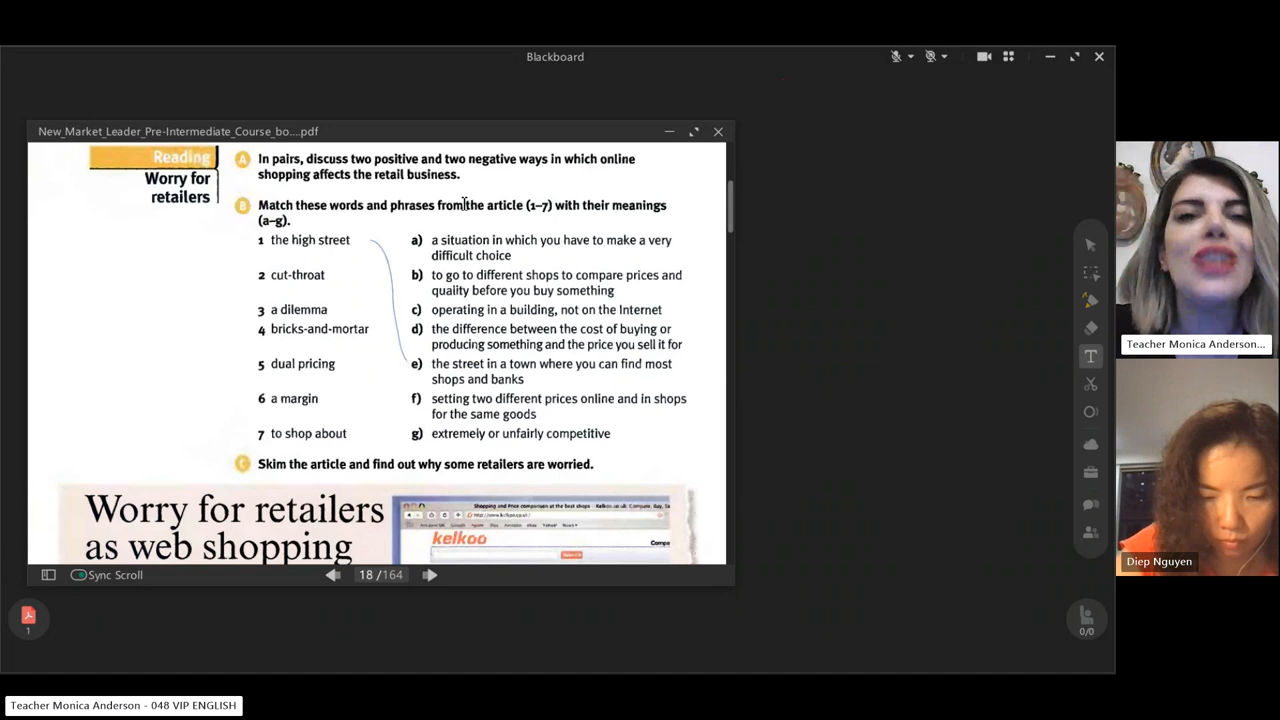 Blackboard
New_Market_Leader_Pre-Intermediate_Course_bo....pdf
Reading
Worry for
retailers
A In pairs, discuss two positive and two negative ways in which online
shopping affects the retail business.
B Match these words and phrases from the article (1–7) with their meanings
(a–g).
1 the high street
2 cut-throat
3 a dilemma
4 bricks-and-mortar
5 dual pricing
6 a margin
7 to shop about
a) a situation in which you have to make a very
difficult choice
b) to go to different shops to compare prices and
quality before you buy something
c) operating in a building, not on the Internet
d) the difference between the cost of buying or
producing something and the price you sell it for
e) the street in a town where you can find most
shops and banks
f) setting two different prices online and in shops
for the same goods
g) extremely or unfairly competitive
C Skim the article and find out why some retailers are worried.
Worry for retailers
as web shopping
kelkoo
Sync Scroll
18 /164
1
T
0/0
Teacher Monica Anderson...
Diep Nguyen
Teacher Monica Anderson - 048 VIP ENGLISH